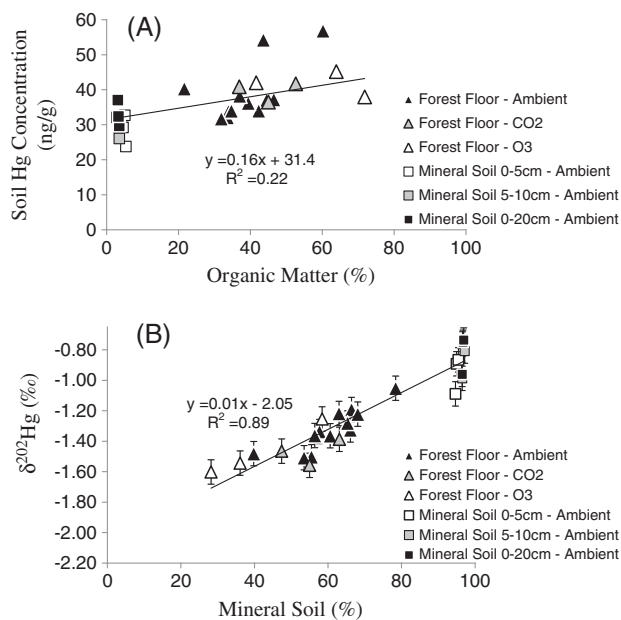 (A)
Soil Hg Concentration
(ng/g)
60
50
40
30
20
10
0
0 20 40 60 80 100
Organic Matter (%)
y =0.16x + 31.4
R² =0.22
Forest Floor - Ambient
Forest Floor - CO2
Forest Floor - O3
Mineral Soil 0-5cm - Ambient
Mineral Soil 5-10cm - Ambient
Mineral Soil 0-20cm - Ambient
(B)
δ²⁰²Hg (‰)
-0.80
-1.00
-1.20
-1.40
-1.60
-1.80
-2.00
-2.20
0 20 40 60 80 100
Mineral Soil (%)
y =0.01x - 2.05
R² =0.89
Forest Floor - Ambient
Forest Floor - CO2
Forest Floor - O3
Mineral Soil 0-5cm - Ambient
Mineral Soil 5-10cm - Ambient
Mineral Soil 0-20cm - Ambient